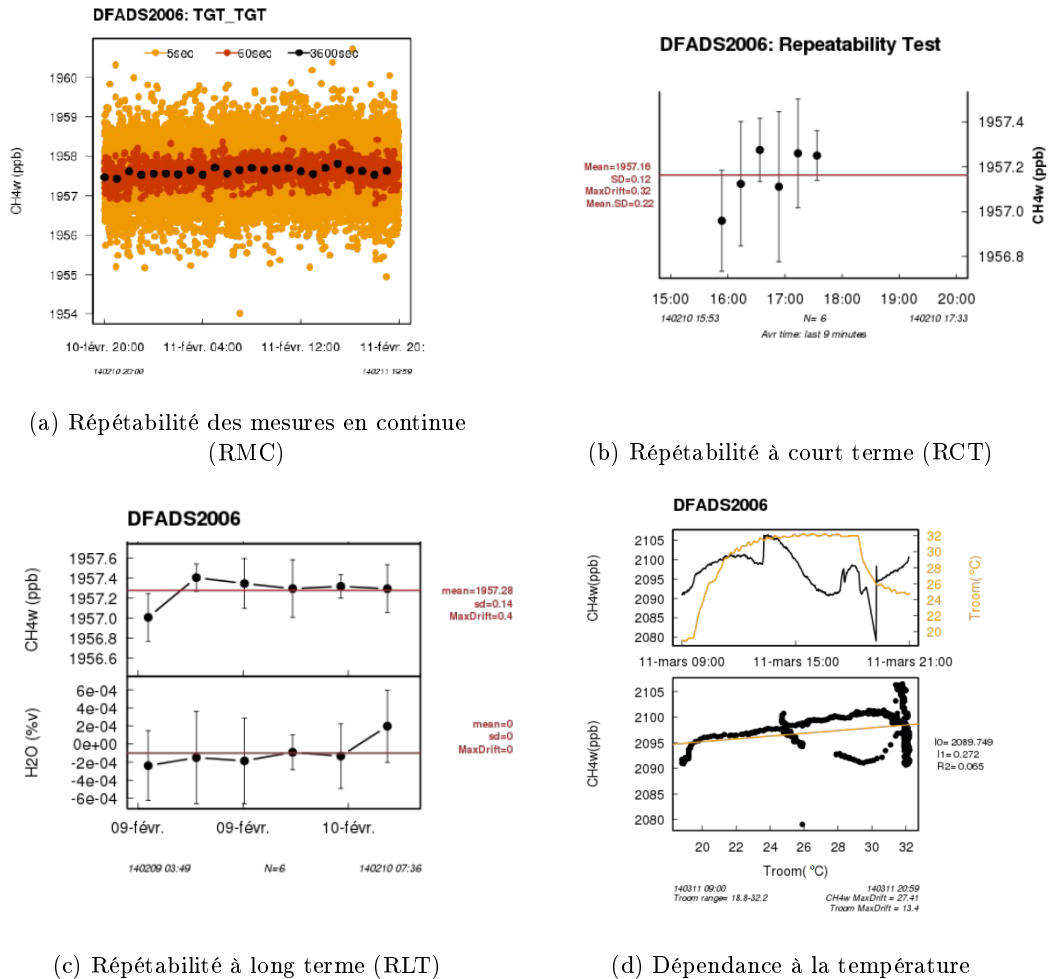 DFADS2006: TGT_TGT
5sec 60sec 3600sec
CH4w (ppb)
1960
1959
1958
1957
1956
1955
1954
10-févr. 20:00 11-févr. 04:00 11-févr. 12:00 11-févr. 20:
140210 20:00 140211 19:59
(a) Répétabilité des mesures en continue
(RMC)
DFADS2006: Repeatability Test
Mean=1957.16
SD=0.12
MaxDrift=0.32
Mean.SD=0.22
1957.4
1957.2
1957.0
1956.8
CH4w (ppb)
15:00 16:00 17:00 18:00 19:00 20:00
140210 15:53 N= 6 140210 17:33
Avr time: last 9 minutes
(b) Répétabilité à court terme (RCT)
DFADS2006
CH4w (ppb)
1957.6
1957.4
1957.2
1957.0
1956.8
1956.6
mean=1957.28
sd=0.14
MaxDrift=0.4
H2O (%v)
6e-04
2e-04
0e+00
-2e-04
-4e-04
-6e-04
mean=0
sd=0
MaxDrift=0
09-févr. 09-févr. 10-févr.
140209 03:49 N=6 140210 07:36
(c) Répétabilité à long terme (RLT)
DFADS2006
CH4w(ppb)
2105
2100
2095
2090
2080
32
30
28
26
24
22
20
Troom( °C)
11-mars 09:00 11-mars 15:00 11-mars 21:00
CH4w(ppb)
2105
2100
2095
2090
2085
2080
I0= 2089.749
I1= 0.272
R2= 0.065
20 22 24 26 28 30 32
Troom( °C)
140311 09:00 140311 20:59
Troom range= 18.8-32.2 CH4w MaxDrift = 27.41
Troom MaxDrift = 13.4
(d) Dépendance à la température